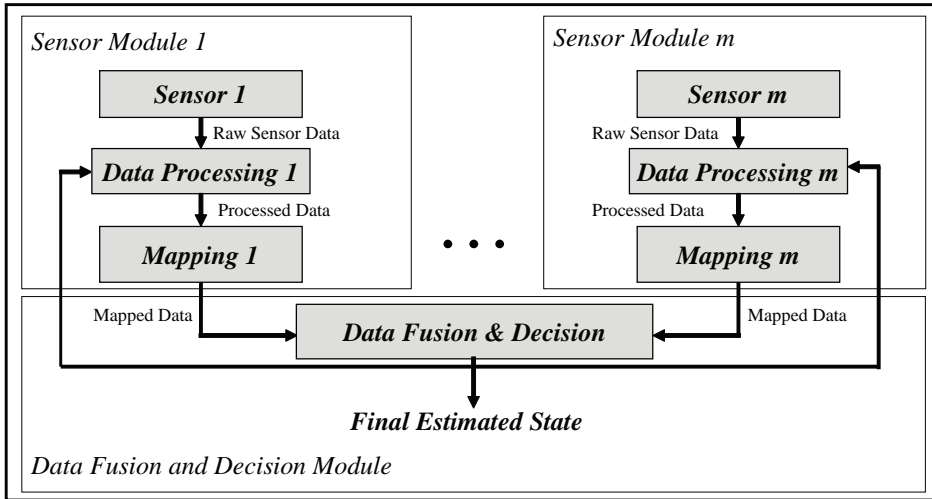 Sensor Module 1
Sensor 1
Raw Sensor Data
Data Processing 1
Processed Data
Mapping 1
Mapped Data
• • •
Sensor Module m
Sensor m
Raw Sensor Data
Data Processing m
Processed Data
Mapping m
Mapped Data
Data Fusion & Decision
Final Estimated State
Data Fusion and Decision Module